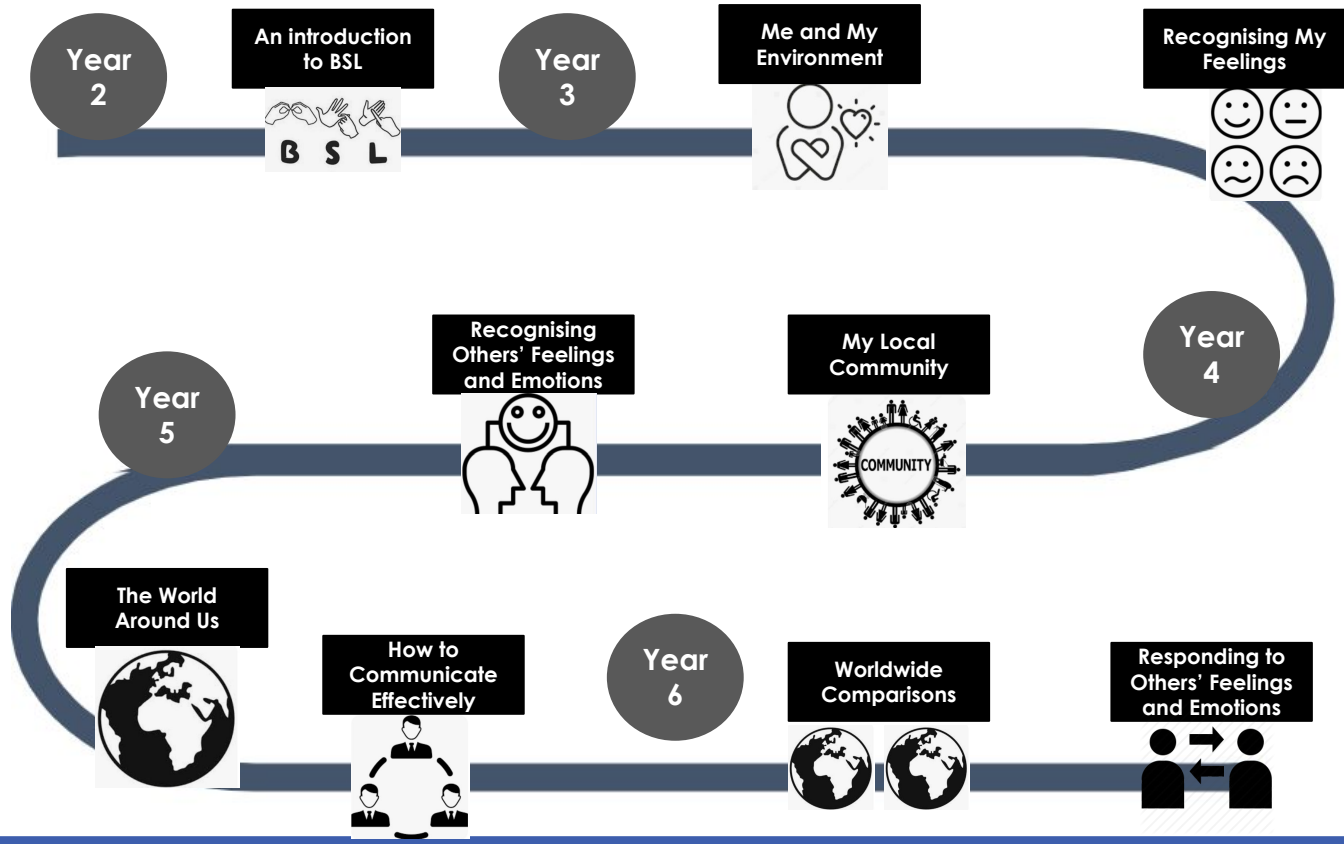 Year
2
An introduction
to BSL
B S L
Year
3
Me and My
Environment
Recognising My
Feelings
Year
4
My Local
Community
COMMUNITY
Recognising
Others’ Feelings
and Emotions
Year
5
The World
Around Us
How to
Communicate
Effectively
Year
6
Worldwide
Comparisons
Responding to
Others’ Feelings
and Emotions